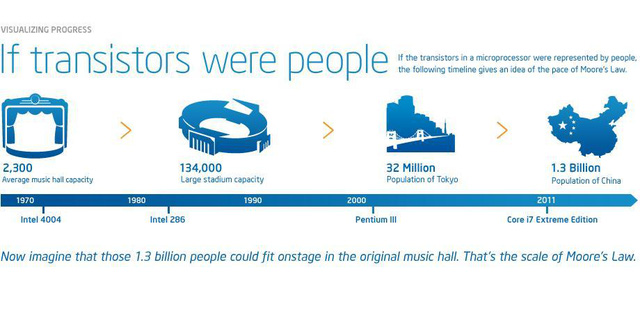 VISUALIZING PROGRESS
If transistors were people
If the transistors in a microprocessor were represented by people,
the following timeline gives an idea of the pace of Moore's Law.
2,300
Average music hall capacity
134,000
Large stadium capacity
32 Million
Population of Tokyo
1.3 Billion
Population of China
1970 1980 1990 2000 2011
Intel 4004 Intel 286 Pentium III Core i7 Extreme Edition
Now imagine that those 1.3 billion people could fit onstage in the original music hall. That's the scale of Moore's Law.